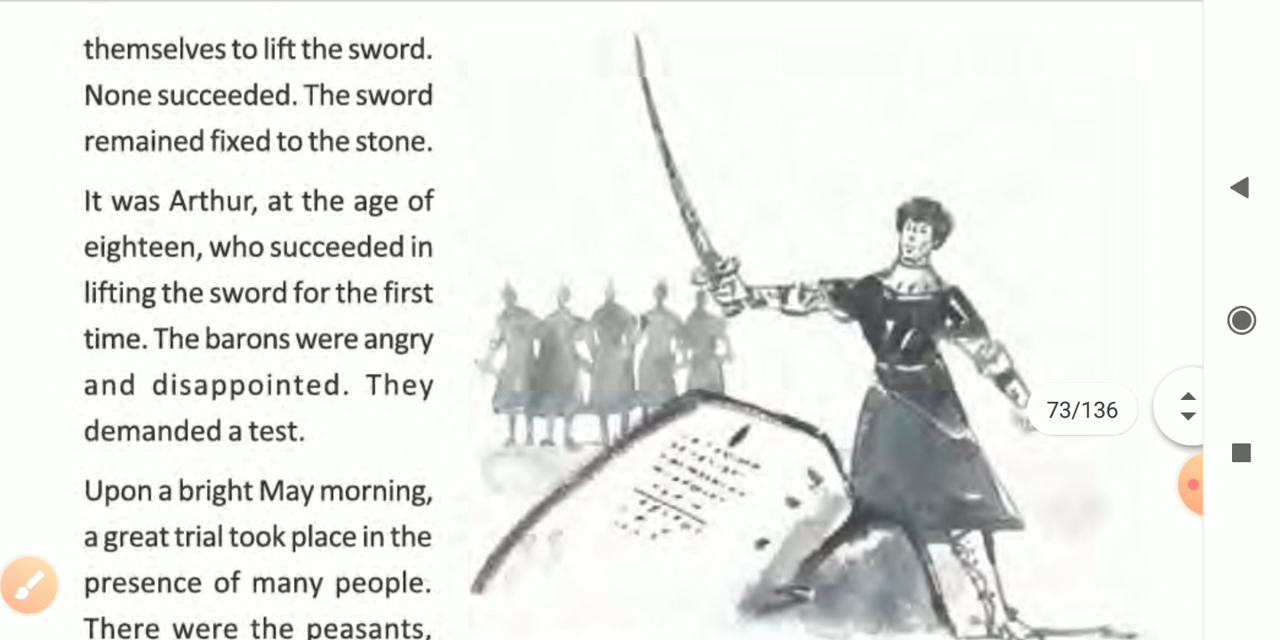 themselves to lift the sword.
None succeeded. The sword
remained fixed to the stone.
It was Arthur, at the age of
eighteen, who succeeded in
lifting the sword for the first
time. The barons were angry
and disappointed. They
demanded a test.
Upon a bright May morning,
a great trial took place in the
presence of many people.
There were the peasants,
73/136